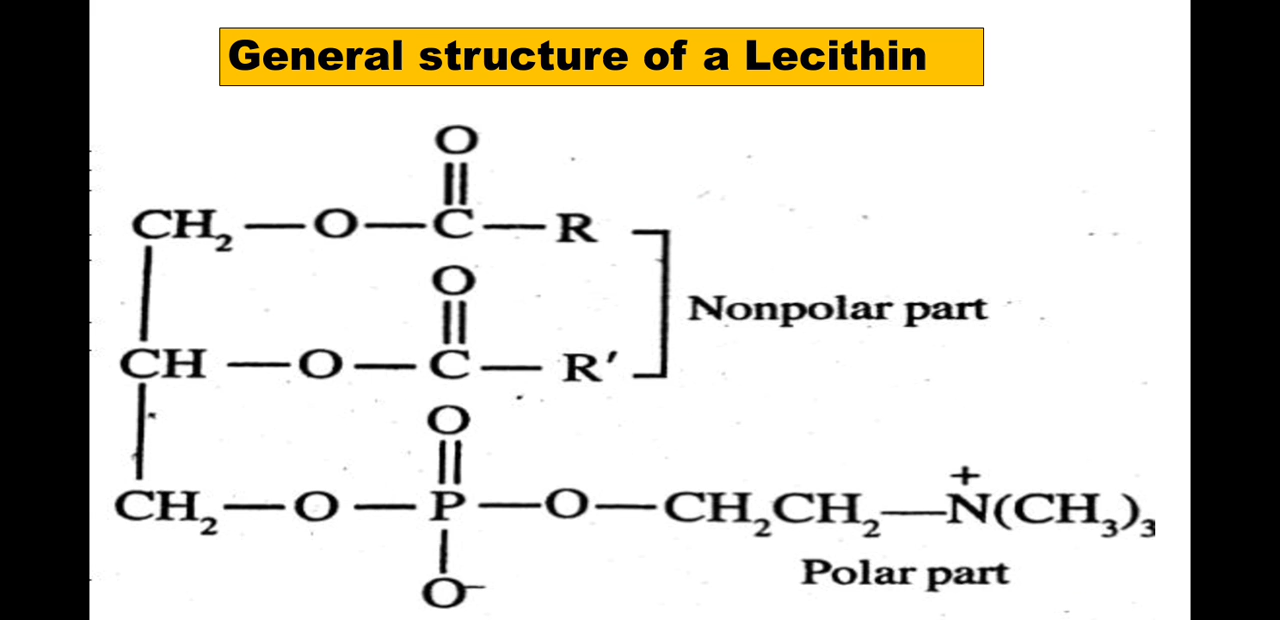 General structure of a Lecithin
O
||
CH₂—O—C—R
O
||
Nonpolar part
CH—O—C—R′
O
||
CH₂—O—P—O—CH₂CH₂—N⁺(CH₃)₃
|
Polar part
O⁻